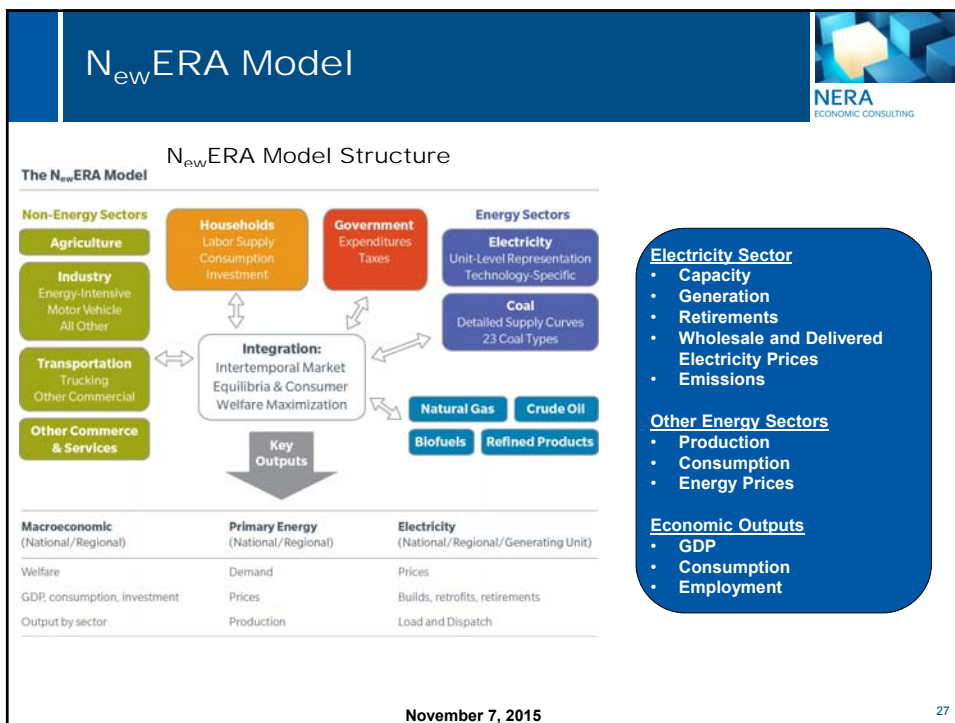 NewERA Model
NERA
ECONOMIC CONSULTING
NewERA Model Structure
The NewERA Model
Non-Energy Sectors
Agriculture
Industry
Energy-Intensive
Motor Vehicle
All Other
Transportation
Trucking
Other Commercial
Other Commerce
& Services
Households
Labor Supply
Consumption
Investment
Government
Expenditures
Taxes
Energy Sectors
Electricity
Unit-Level Representation
Technology-Specific
Coal
Detailed Supply Curves
23 Coal Types
Integration:
Intertemporal Market
Equilibria & Consumer
Welfare Maximization
Natural Gas
Crude Oil
Biofuels
Refined Products
Key
Outputs
Macroeconomic
(National/Regional)
Welfare
GDP, consumption, investment
Output by sector
Primary Energy
(National/Regional)
Demand
Prices
Production
Electricity
(National/Regional/Generating Unit)
Prices
Builds, retrofits, retirements
Load and Dispatch
Electricity Sector
• Capacity
• Generation
• Retirements
• Wholesale and Delivered
Electricity Prices
• Emissions
Other Energy Sectors
• Production
• Consumption
• Energy Prices
Economic Outputs
• GDP
• Consumption
• Employment
November 7, 2015
27